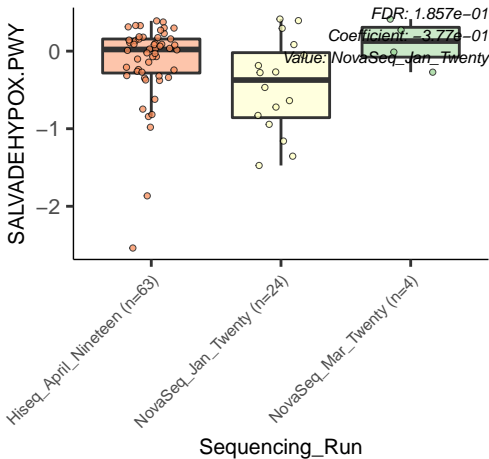 FDR: 1.857e−01
Coefficient: −3.77e−01
Value: NovaSeq_Jan_Twenty
SALVADEHYPOX.PWY
0
−1
−2
Hiseq_April_Nineteen (n=63)
NovaSeq_Jan_Twenty (n=24)
NovaSeq_Mar_Twenty (n=4)
Sequencing_Run